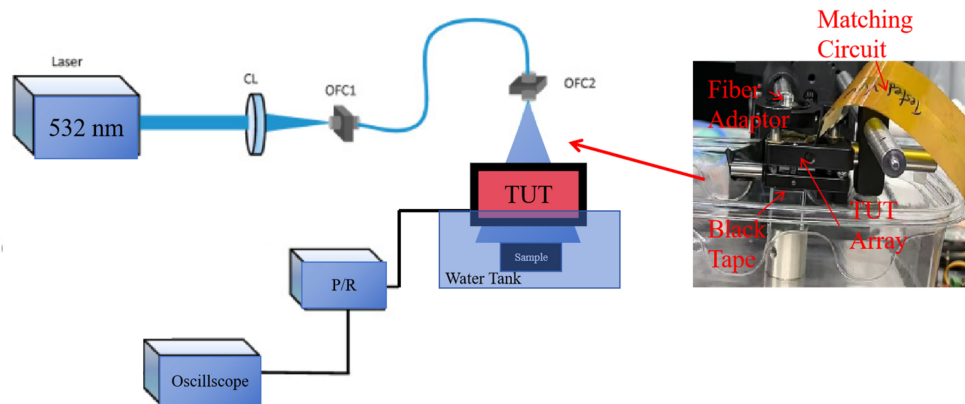 Laser
532 nm
CL
OFC1
OFC2
TUT
Sample
Water Tank
P/R
Oscillscope
Matching
Circuit
Fiber
Adaptor
Tested
TUT
Array
Black
Tape